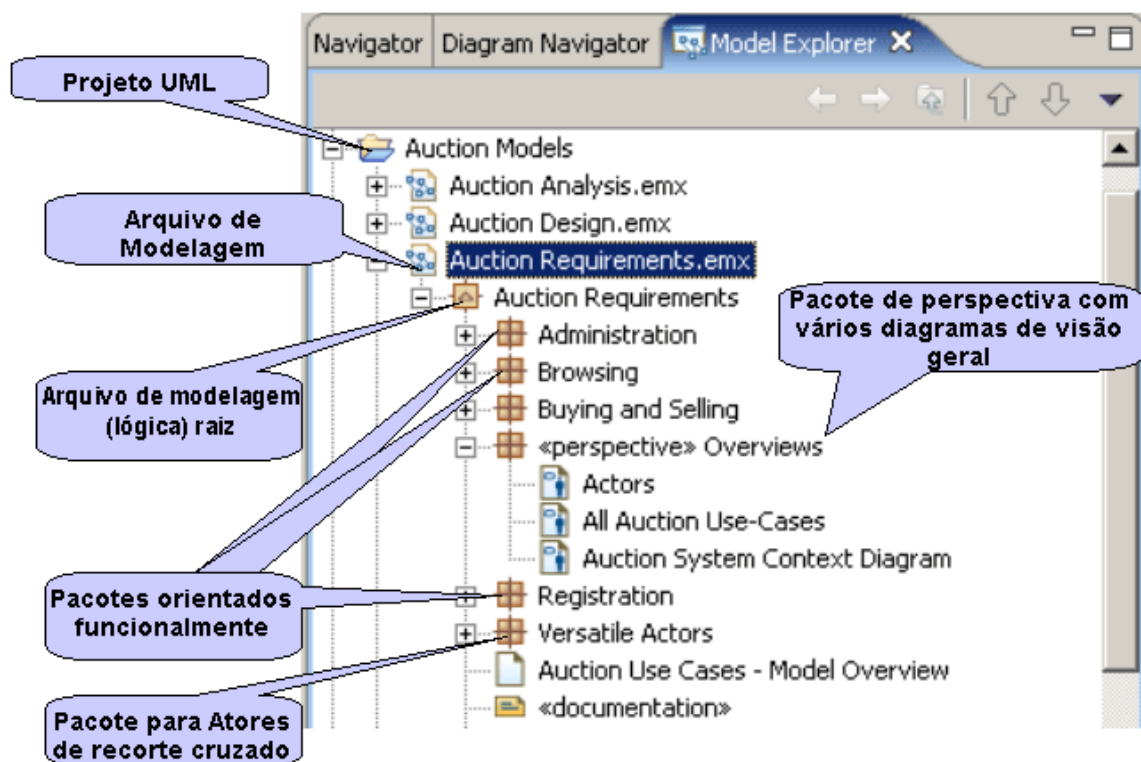 Navigator
Diagram Navigator
Model Explorer
Projeto UML
Auction Models
Auction Analysis.emx
Arquivo de
Modelagem
Auction Design.emx
Auction Requirements.emx
Auction Requirements
Pacote de perspectiva com
vários diagramas de visão
geral
Administration
Browsing
Arquivo de modelagem
(lógica) raiz
Buying and Selling
«perspective» Overviews
Actors
All Auction Use-Cases
Auction System Context Diagram
Pacotes orientados
funcionalmente
Registration
Versatile Actors
Auction Use Cases - Model Overview
«documentation»
Pacote para Atores
de recorte cruzado